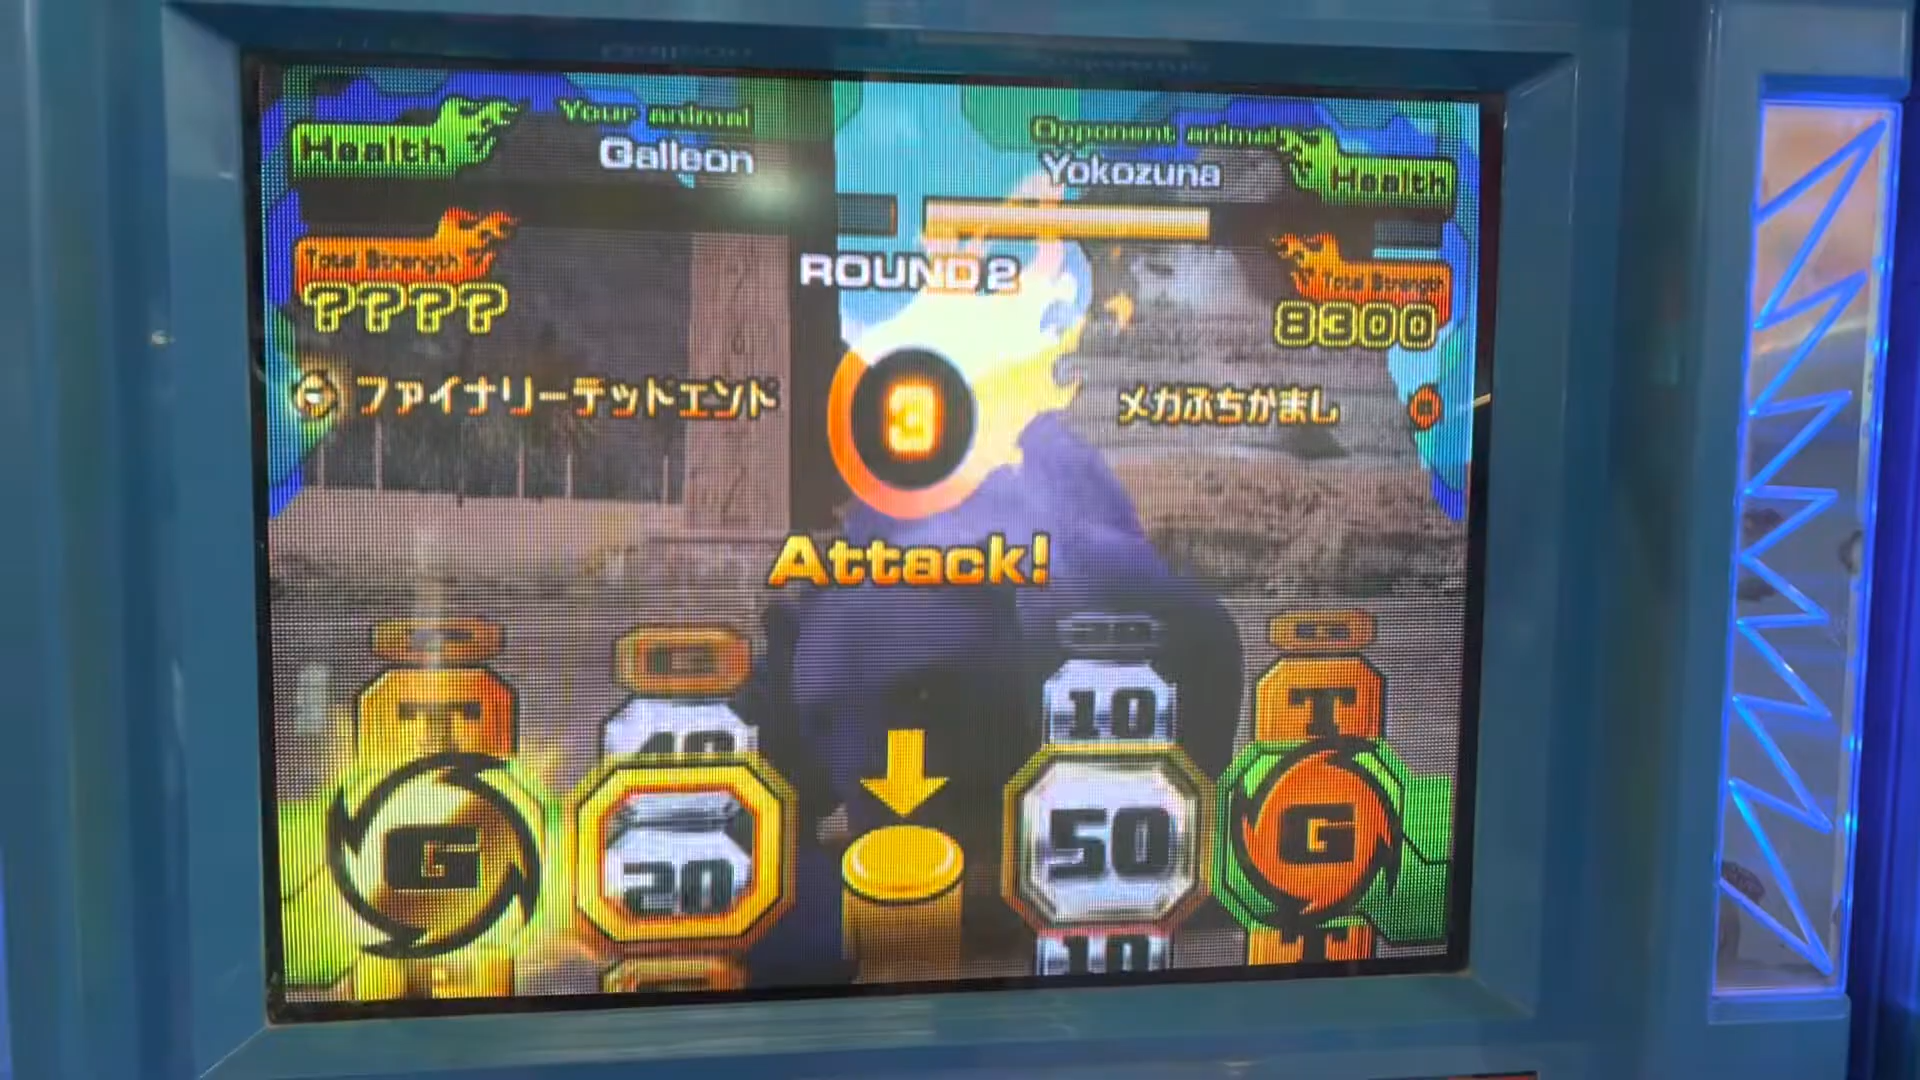 Your animal
Health
Galleon
Opponent animal
Yokozuna
Health
Total Strength
????
ROUND 2
Total Strength
8300
ファイナリーデッドエンド
3
メガぶちかまし
Attack!
G
10
T
40
T
G
20
50
G
10
T